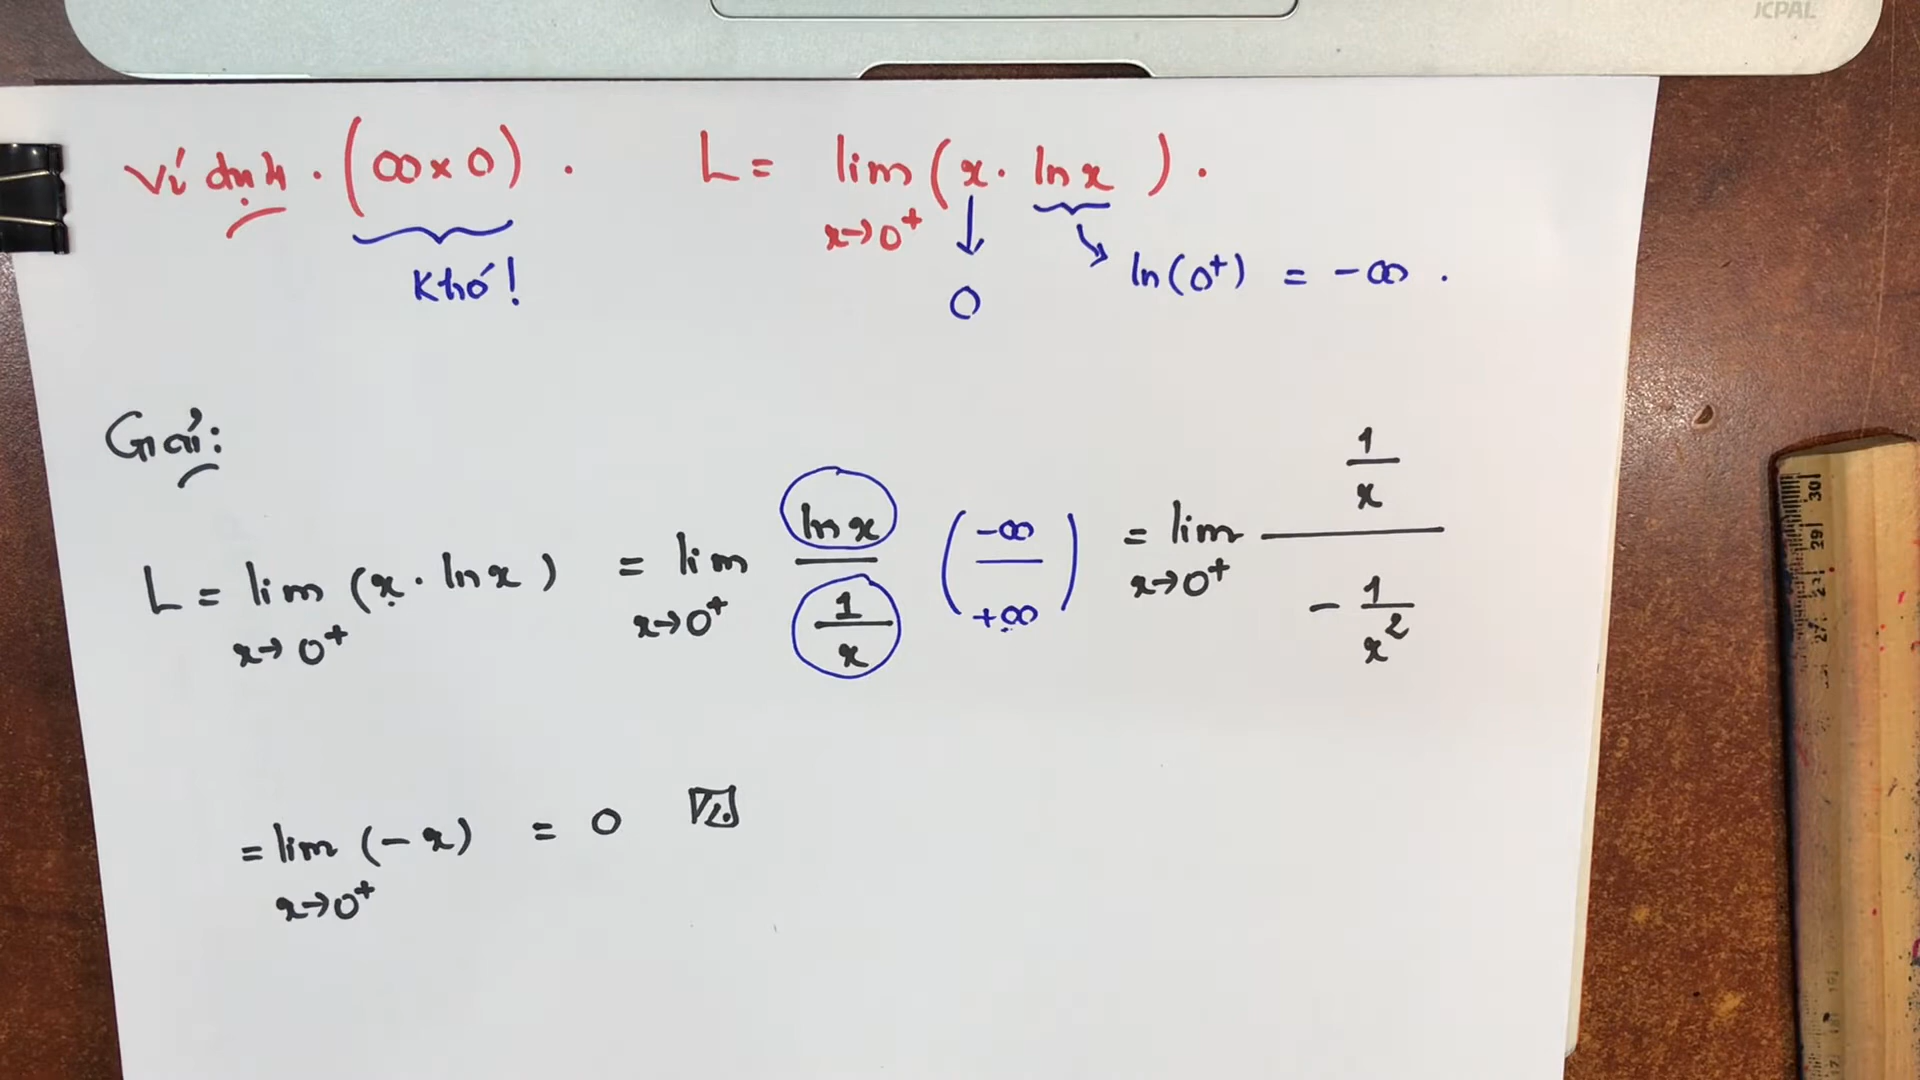 JCPAL
Ví dụ 4. (∞×0). L = lim (x. ln x).
x→0⁺
0
ln(0⁺) = -∞.
Khó!
Giải:
L = lim (x. ln x) = lim ln x / (1/x) (-∞/+∞) = lim (1/x) / (-1/x²)
x→0⁺ x→0⁺ x→0⁺
= lim (-x) = 0
x→0⁺